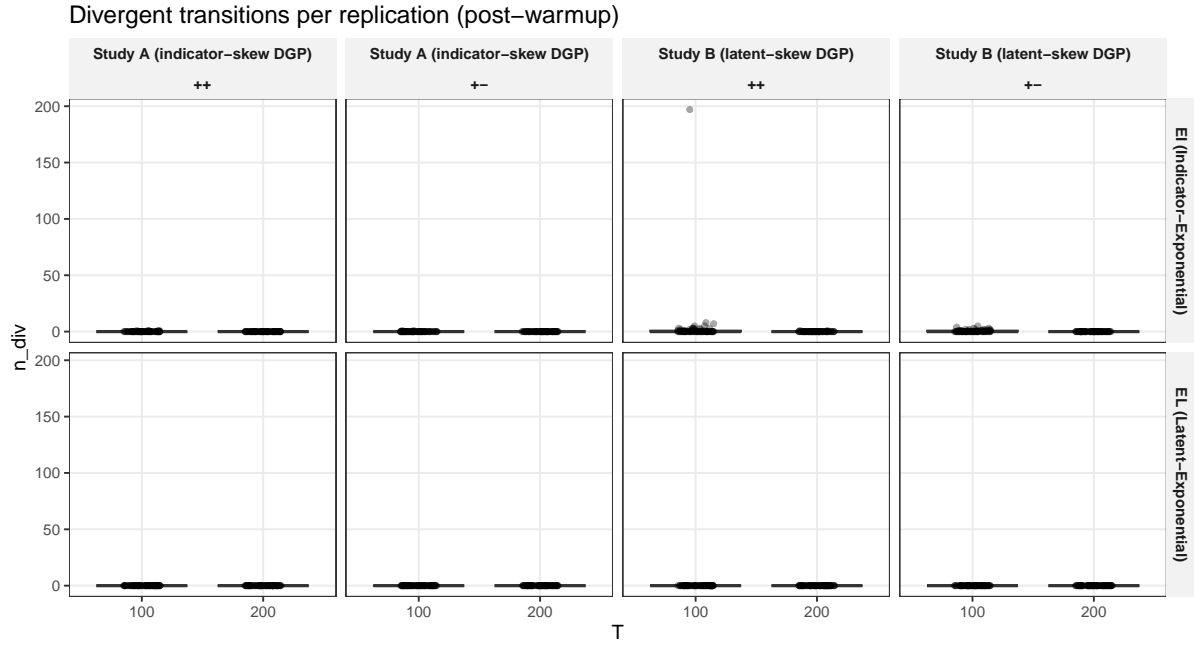 Divergent transitions per replication (post−warmup)
Study A (indicator−skew DGP)
++
Study A (indicator−skew DGP)
+−
Study B (latent−skew DGP)
++
Study B (latent−skew DGP)
+−
200
150
100
50
0
EI (Indicator−Exponential)
n_div
200
150
100
50
0
EL (Latent−Exponential)
100
200
100
200
100
200
100
200
T